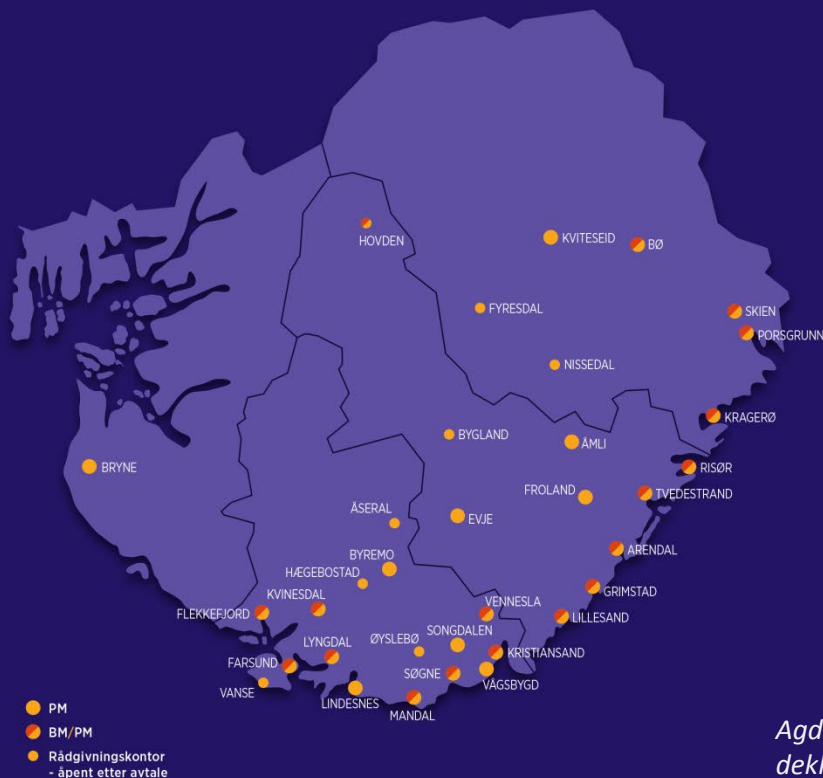 HOVDEN
KVITESEID
BØ
FYRESDAL
SKIEN
PORSGRUNN
NISSEDAL
KRAGERØ
BYGLAND
ÅMLI
BRYNE
RISØR
FROLAND
TVEDESTRAND
EVJE
ÅSERAL
ARENDAL
BYREMO
HÆGEBOSTAD
GRIMSTAD
KVINESDAL
VENNESLA
FLEKKEFJORD
LILLESAND
SONGDALEN
ØYSLEBØ
LYNGDAL
KRISTIANSAND
FARSUND
SØGNE
VÅGSBYGD
VANSE
LINDESNES
MANDAL
PM
BM/PM
Rådgivningskontor
- åpent etter avtale
Agd
dekl